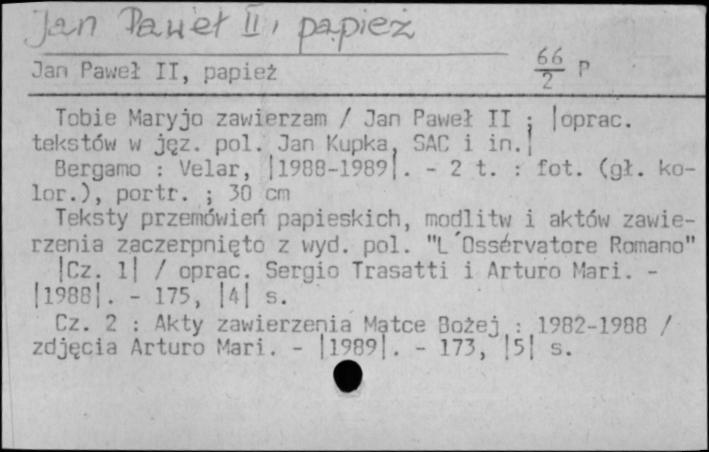 Jan Paweł II, papież
66
2 P
Jan Paweł II, papież
Tobie Maryjo zawierzam / Jan Paweł II ; |oprac.
tekstów w jęz. pol. Jan Kupka, SAC i in.|
Bergamo : Velar, |1988-1989|. - 2 t. : fot. (gł. ko-
lor.), portr. ; 30 cm
Teksty przemówień papieskich, modlitw i aktów zawie-
rzenia zaczerpnięto z wyd. pol. "L´Ossérvatore Romano"
|Cz. 1| / oprac. Sergio Trasatti i Arturo Mari. -
|1988|. - 175, |4| s.
Cz. 2 : Akty zawierzenia Matce Bożej : 1982-1988 /
zdjęcia Arturo Mari. - |1989|. - 173, |5| s.